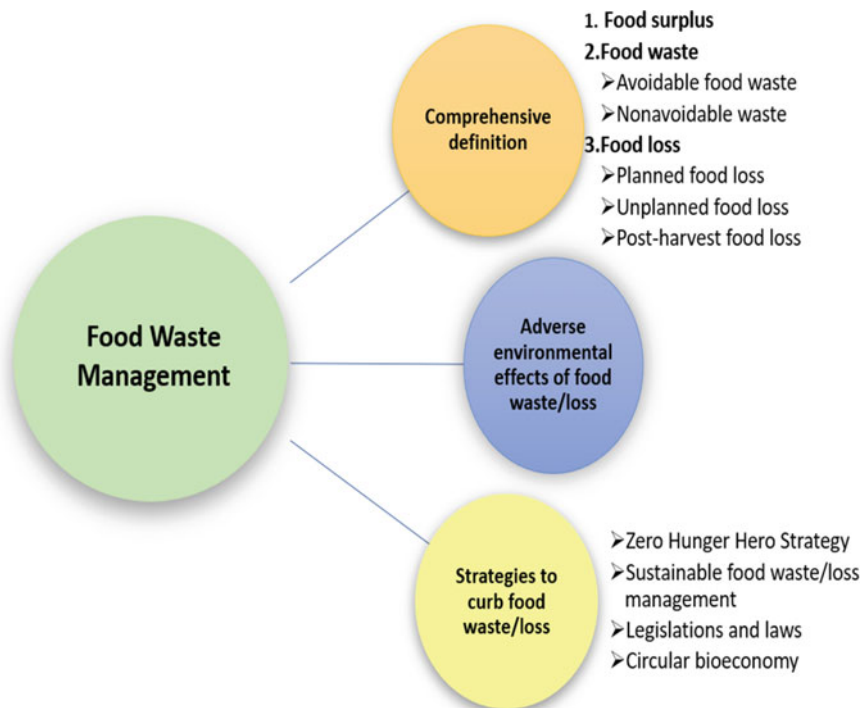 Food Waste
Management
Comprehensive
definition
1. Food surplus
2.Food waste
➢Avoidable food waste
➢Nonavoidable waste
3.Food loss
➢Planned food loss
➢Unplanned food loss
➢Post-harvest food loss
Adverse
environmental
effects of food
waste/loss
Strategies to
curb food
waste/loss
➢Zero Hunger Hero Strategy
➢Sustainable food waste/loss
management
➢Legislations and laws
➢Circular bioeconomy